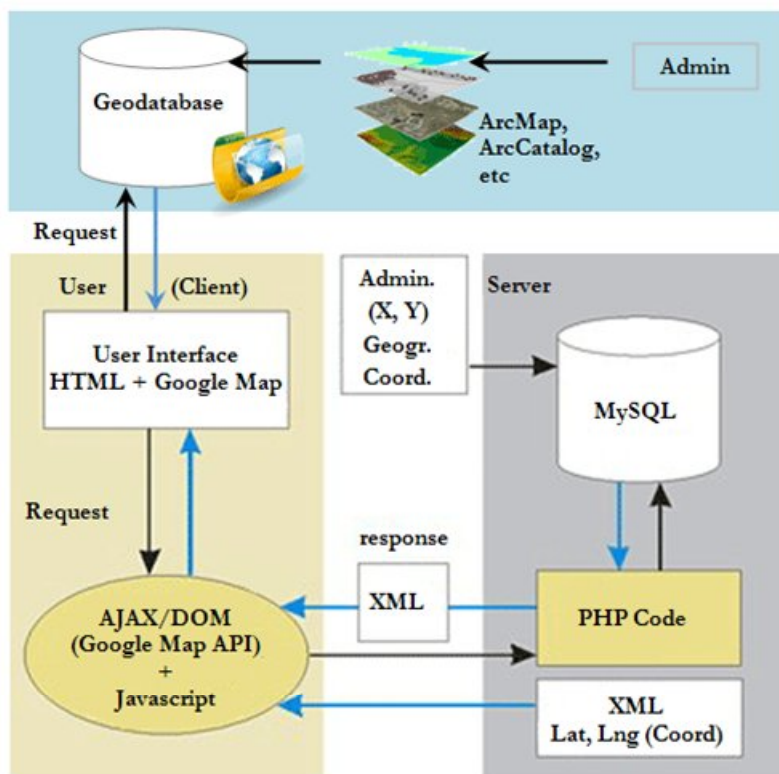 Geodatabase
Admin
ArcMap,
ArcCatalog,
etc
Request
User
(Client)
User Interface
HTML + Google Map
Admin.
(X, Y)
Geogr.
Coord.
Server
MySQL
Request
response
XML
AJAX/DOM
(Google Map API)
+
Javascript
PHP Code
XML
Lat, Lng (Coord)